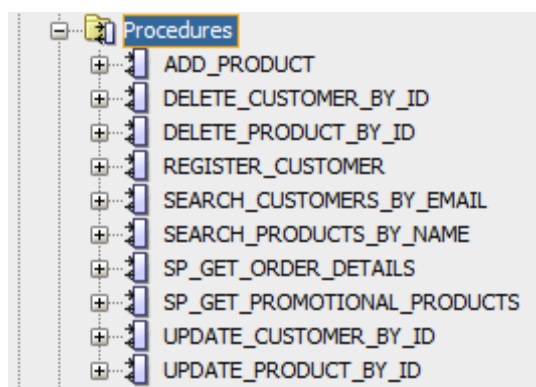 Procedures
ADD_PRODUCT
DELETE_CUSTOMER_BY_ID
DELETE_PRODUCT_BY_ID
REGISTER_CUSTOMER
SEARCH_CUSTOMERS_BY_EMAIL
SEARCH_PRODUCTS_BY_NAME
SP_GET_ORDER_DETAILS
SP_GET_PROMOTIONAL_PRODUCTS
UPDATE_CUSTOMER_BY_ID
UPDATE_PRODUCT_BY_ID